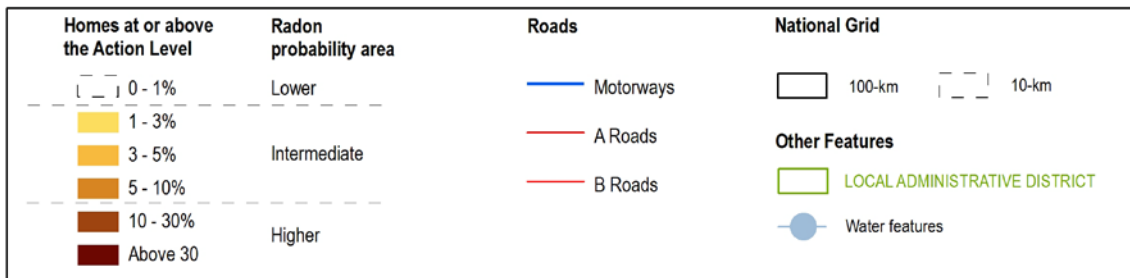 Homes at or above
the Action Level
Radon
probability area
0 - 1%
Lower
1 - 3%
3 - 5%
Intermediate
5 - 10%
10 - 30%
Higher
Above 30
Roads
Motorways
A Roads
B Roads
National Grid
100-km
10-km
Other Features
LOCAL ADMINISTRATIVE DISTRICT
Water features